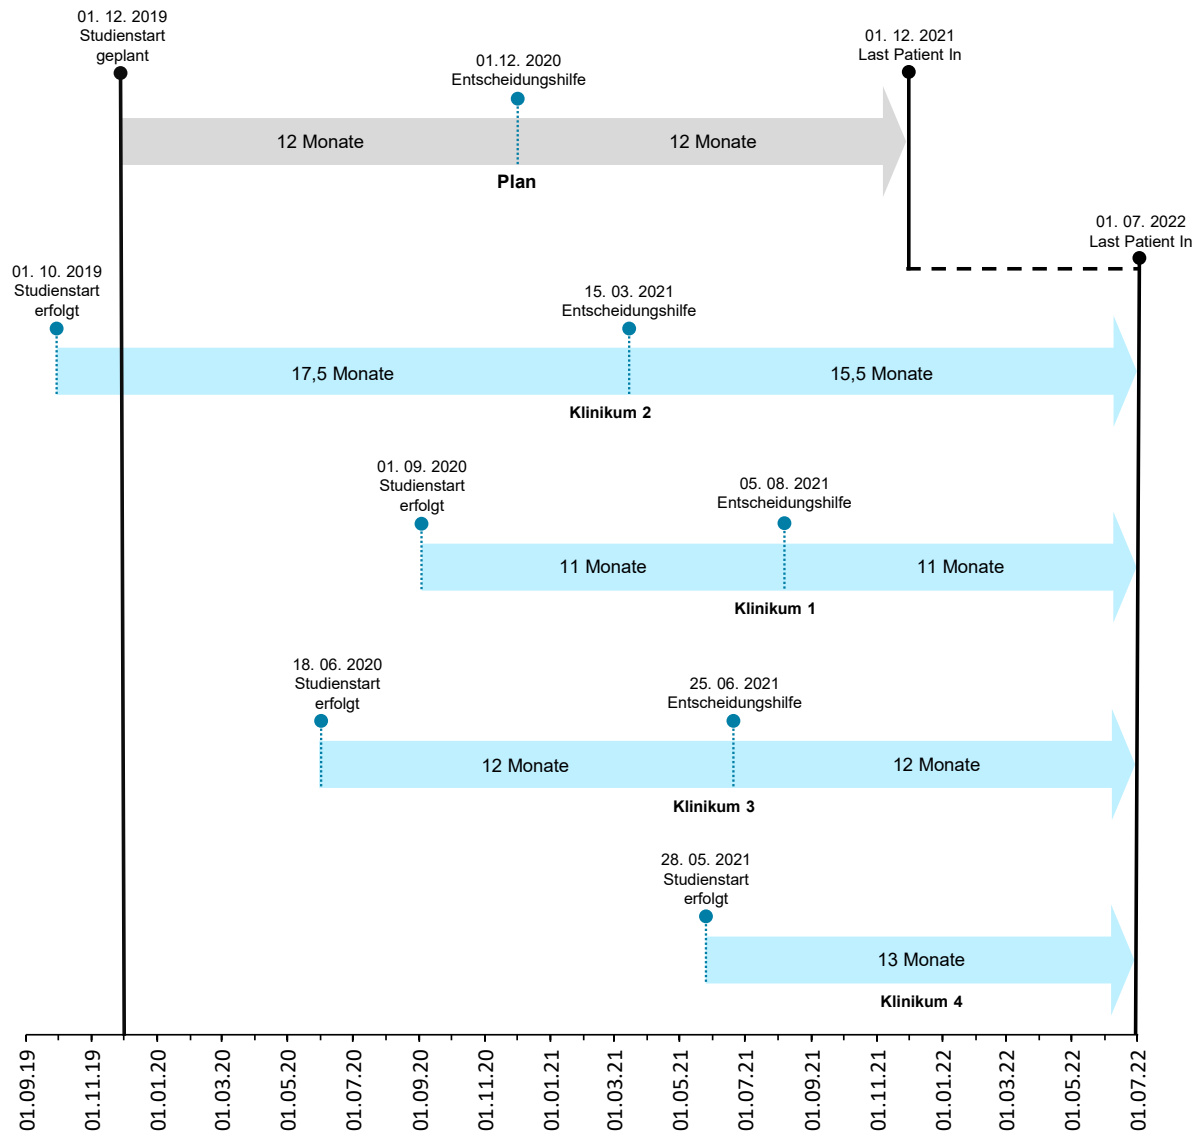 01. 12. 2019
Studienstart
geplant
01.12. 2020
Entscheidungshilfe
01. 12. 2021
Last Patient In
12 Monate
12 Monate
Plan
01. 07. 2022
Last Patient In
01. 10. 2019
Studienstart
erfolgt
15. 03. 2021
Entscheidungshilfe
17,5 Monate
15,5 Monate
Klinikum 2
01. 09. 2020
Studienstart
erfolgt
05. 08. 2021
Entscheidungshilfe
11 Monate
11 Monate
Klinikum 1
18. 06. 2020
Studienstart
erfolgt
25. 06. 2021
Entscheidungshilfe
12 Monate
12 Monate
Klinikum 3
28. 05. 2021
Studienstart
erfolgt
13 Monate
Klinikum 4
01.09.19
01.11.19
01.01.20
01.03.20
01.05.20
01.07.20
01.09.20
01.11.20
01.01.21
01.03.21
01.05.21
01.07.21
01.09.21
01.11.21
01.01.22
01.03.22
01.05.22
01.07.22